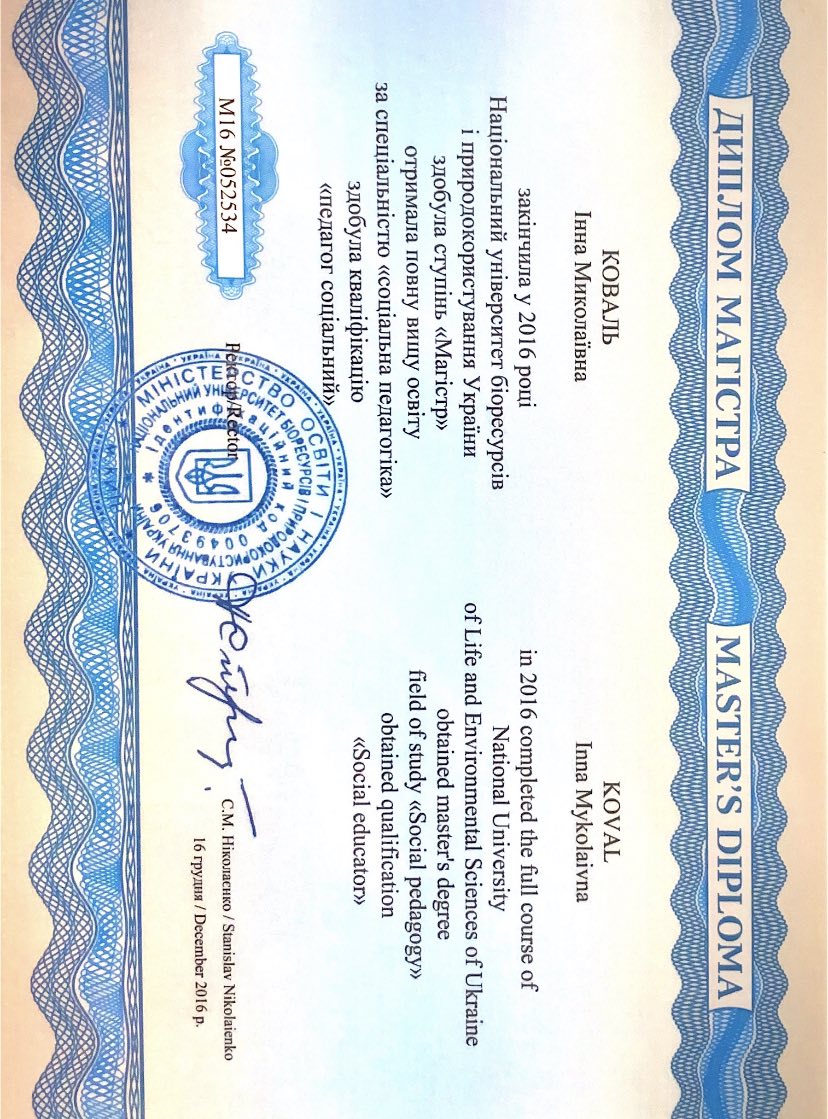 ДИПЛОМ МАГІСТРА
КОВАЛЬ
Інна Миколаївна
закінчила у 2016 році
Національний університет біоресурсів
і природокористування України
здобула ступінь «Магістр»
отримала повну вищу освіту
за спеціальністю «соціальна педагогіка»
здобула кваліфікацію
«педагог соціальний»
M16 №052534
MASTER'S DIPLOMA
KOVAL
Inna Mykolaivna
in 2016 completed the full course of
National University
of Life and Environmental Sciences of Ukraine
obtained master's degree
field of study «Social pedagogy»
obtained qualification
«Social educator»
Ректор/Rector
С.М. Ніколаєнко / Stanislav Nikolaienko
16 грудня / December 2016 р.
МІНІСТЕРСТВО ОСВІТИ І НАУКИ УКРАЇНИ
НАЦІОНАЛЬНИЙ УНІВЕРСИТЕТ БІОРЕСУРСІВ І ПРИРОДОКОРИСТУВАННЯ УКРАЇНИ
Ідентифікаційний код 00493706